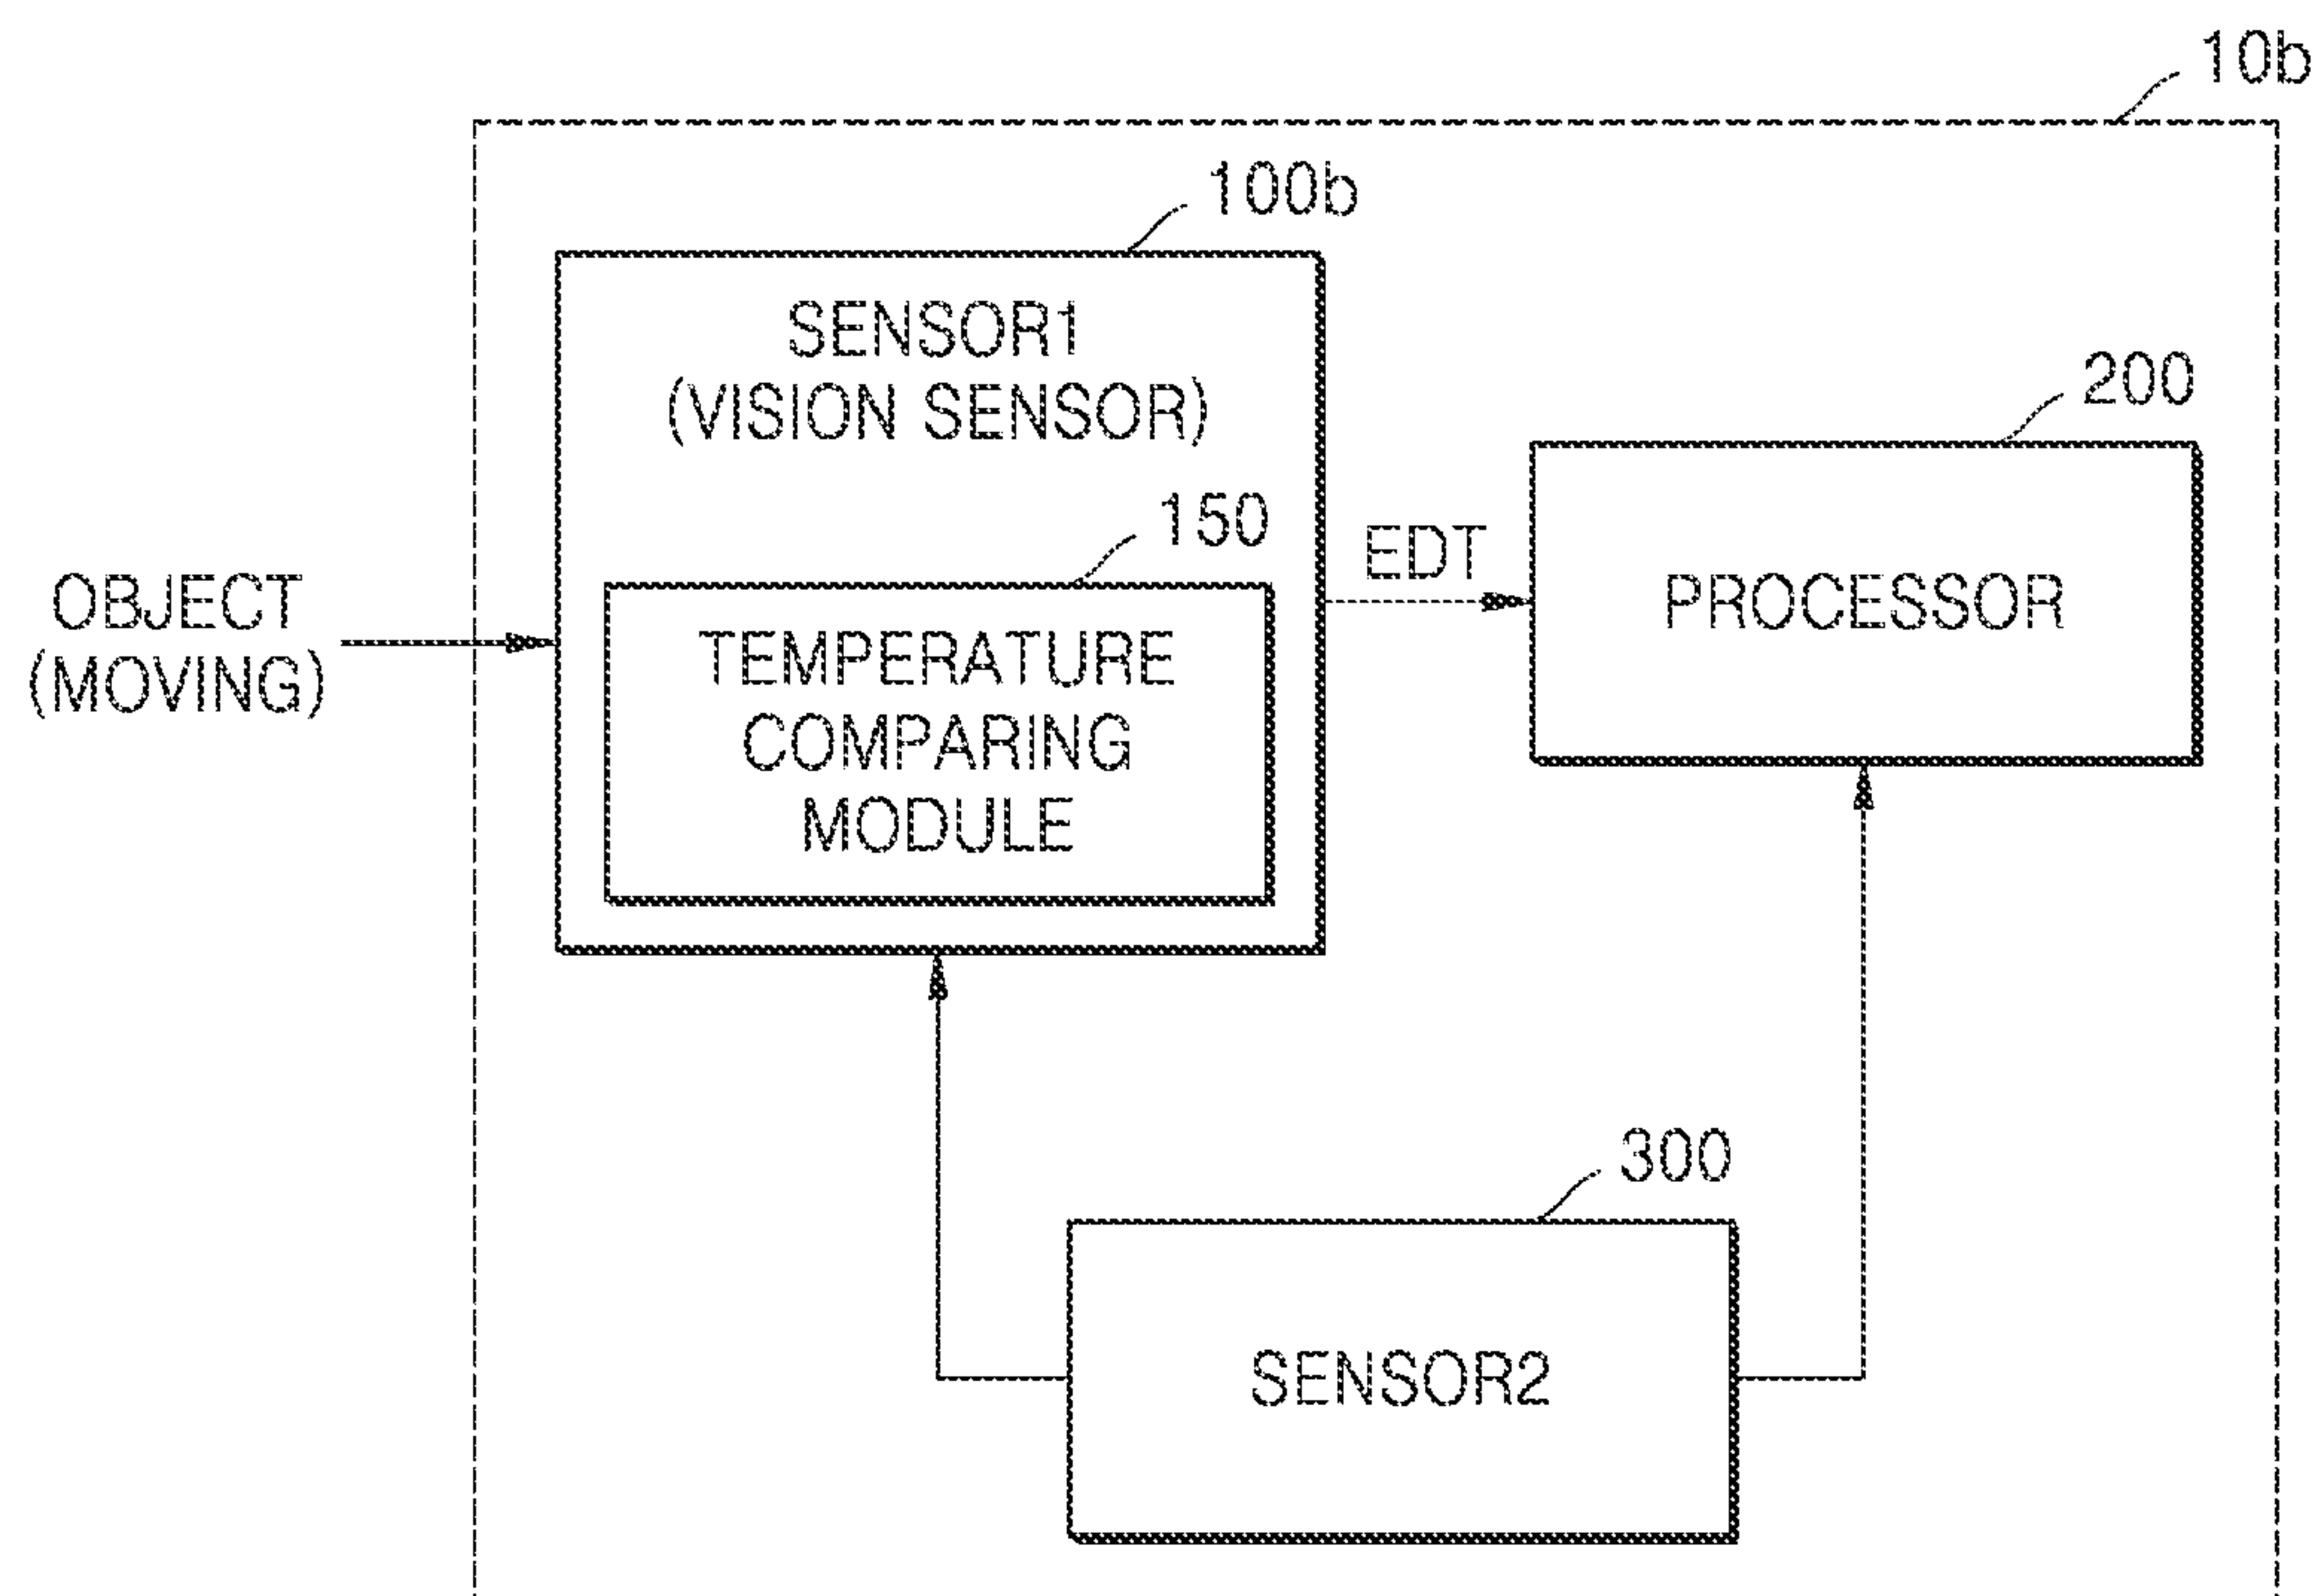 10b
100b
SENSOR1
(VISION SENSOR)
200
150
EDT
OBJECT
(MOVING)
PROCESSOR
TEMPERATURE
COMPARING
MODULE
300
SENSOR2